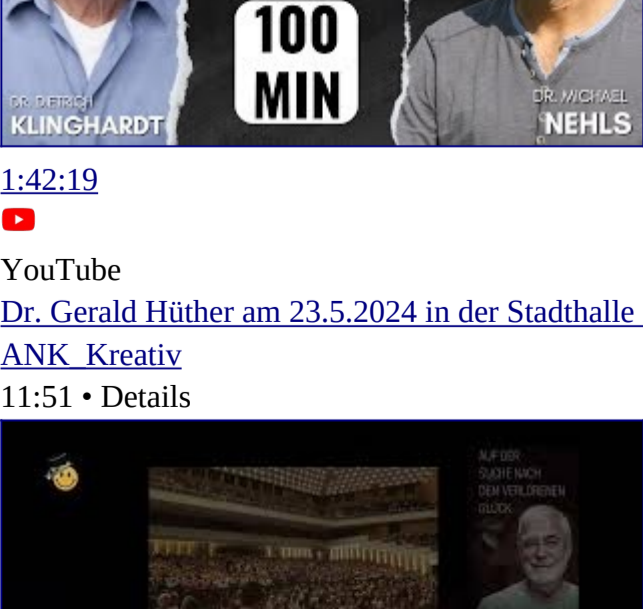 100
MIN
DR. DIETRICH
KLINGHARDT
DR. MICHAEL
NEHLS
1:42:19
YouTube
Dr. Gerald Hüther am 23.5.2024 in der Stadthalle
ANK_Kreativ
11:51 • Details
AUF DER
SUCHE NACH
DEM VERLORENEN
GLÜCK